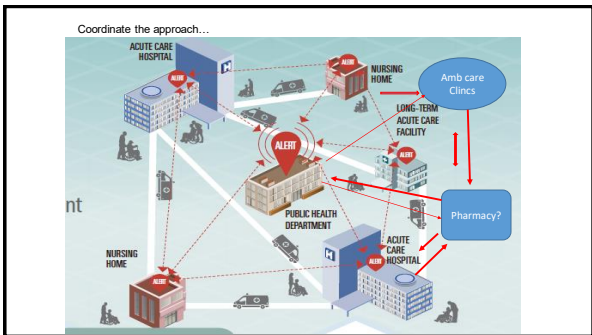 Coordinate the approach…
ACUTE CARE
HOSPITAL
ALERT
H
NURSING
HOME
ALERT
Amb care
Clincs
LONG-TERM
ACUTE CARE
FACILITY
ALERT
ALERT
PUBLIC HEALTH
DEPARTMENT
nt
Pharmacy?
NURSING
HOME
ALERT
ACUTE
CARE
HOSPITAL
ALERT
H